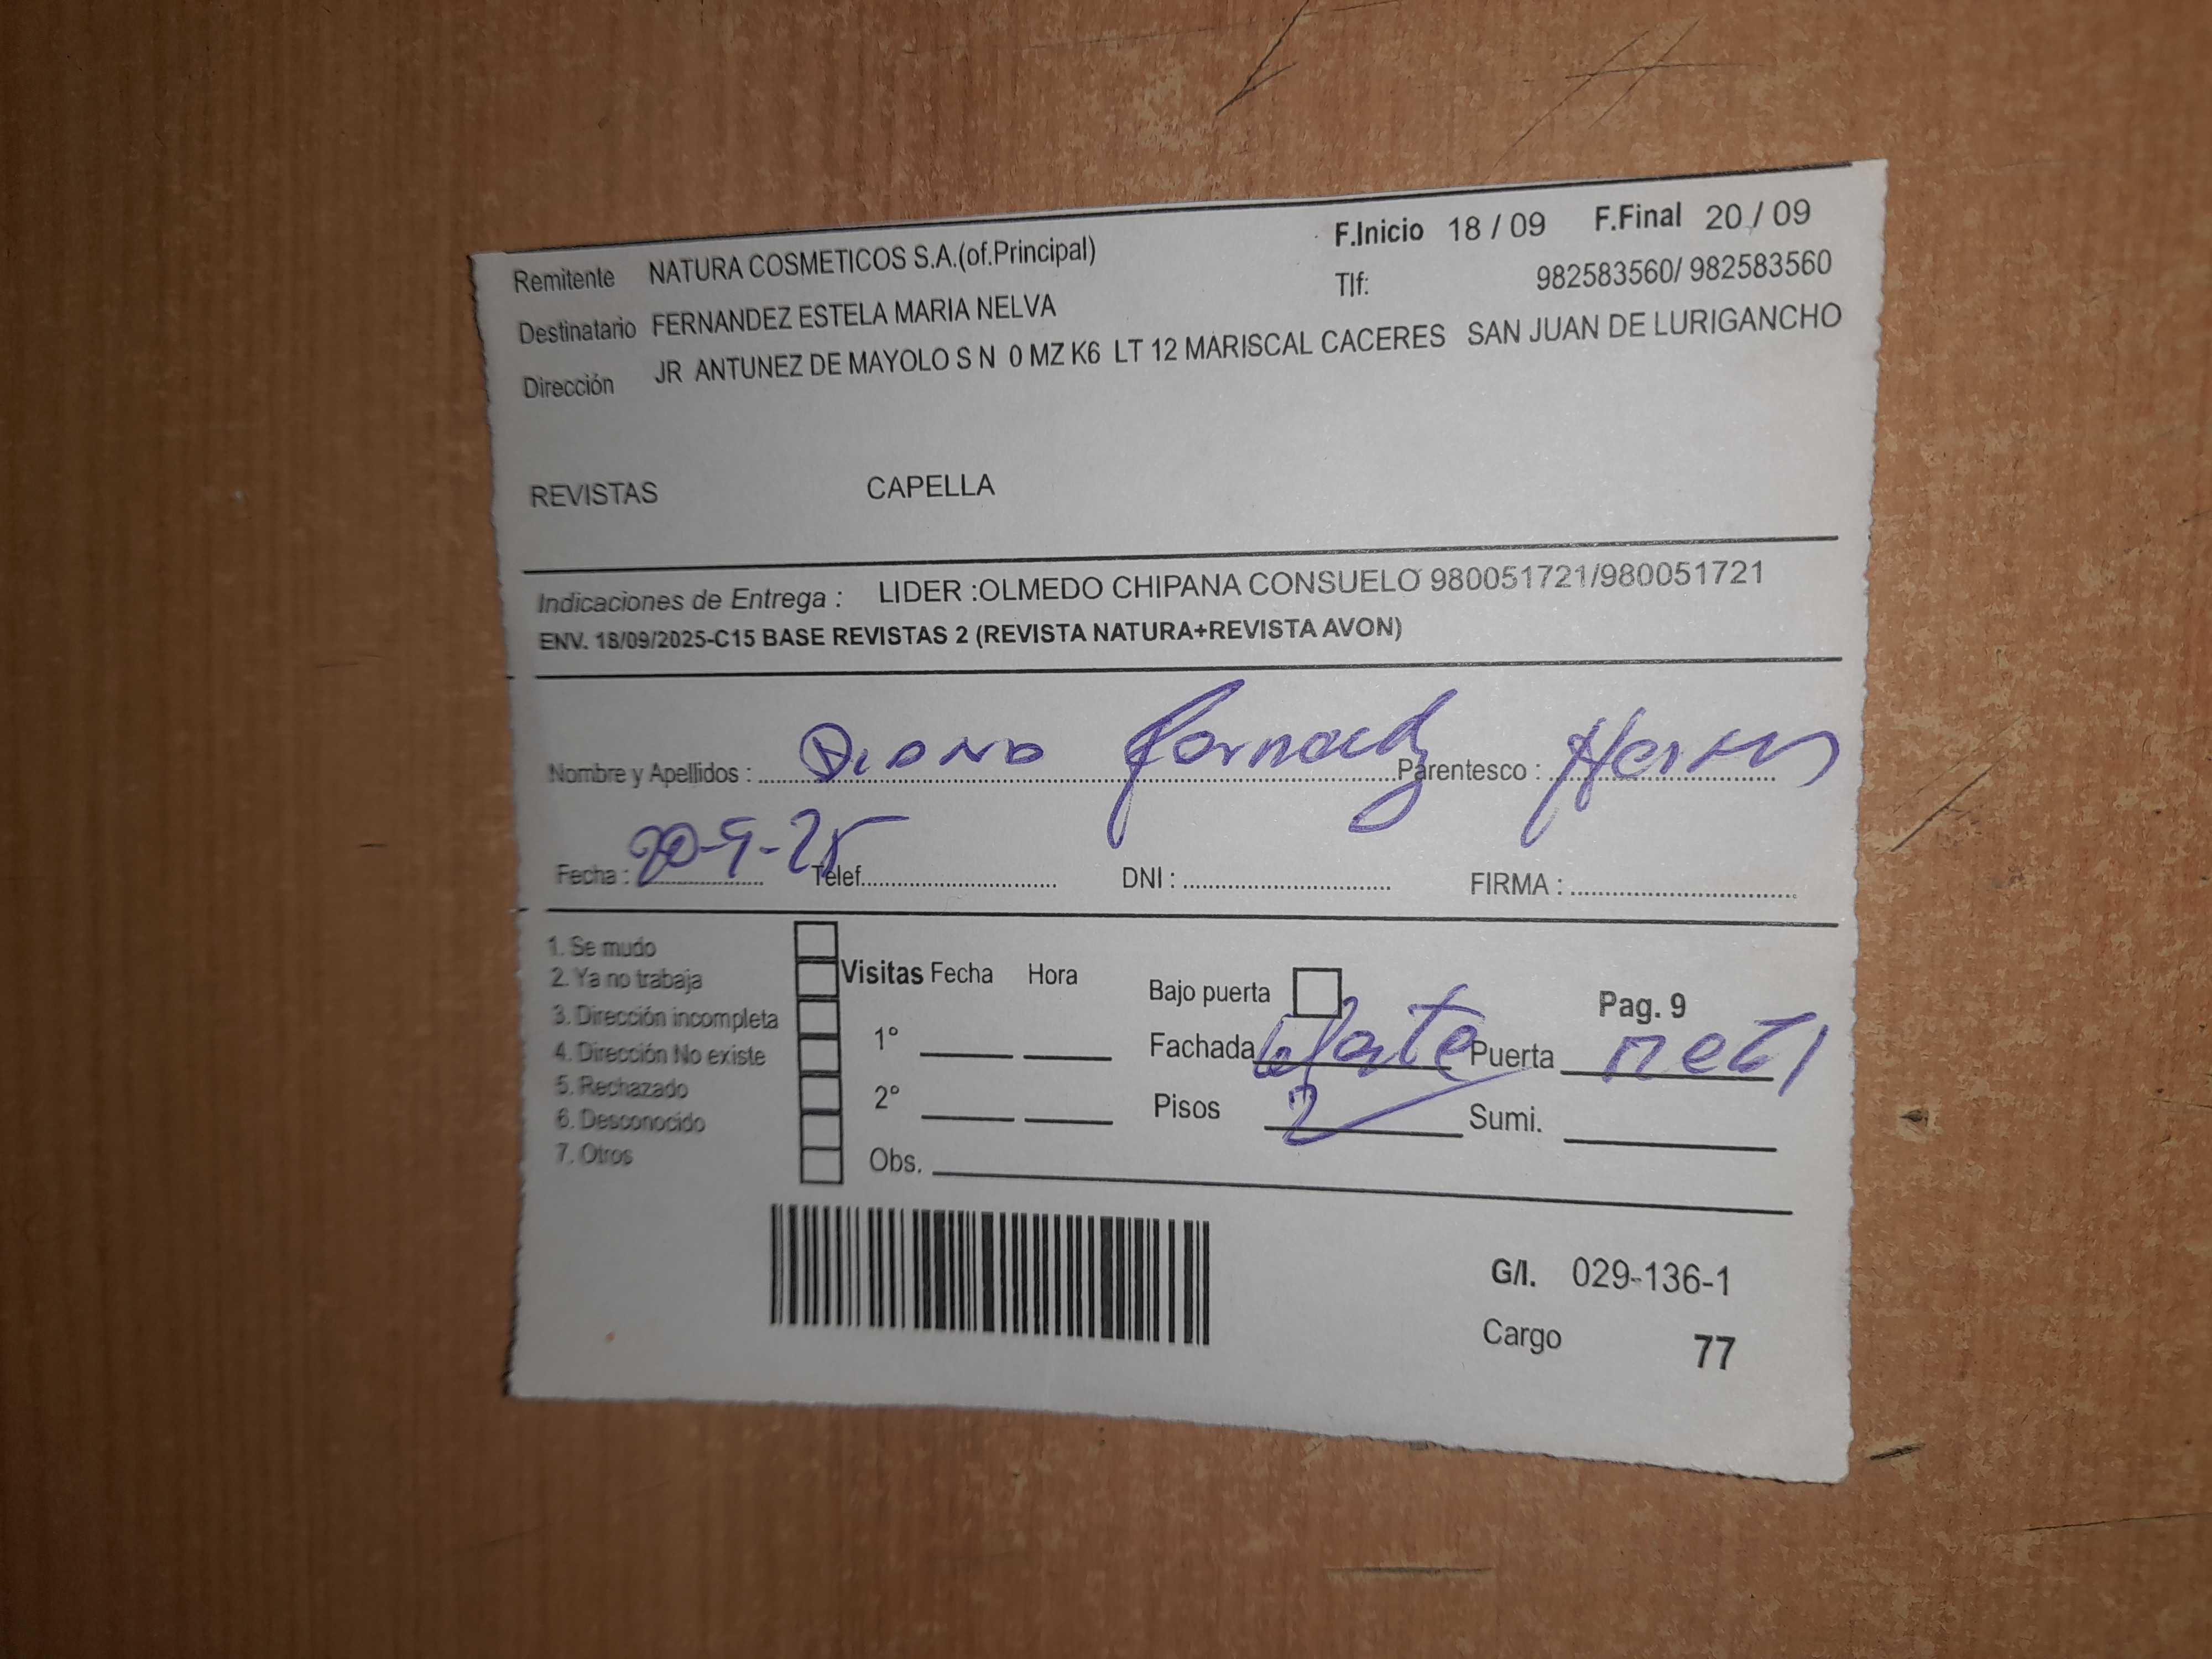 Remitente NATURA COSMETICOS S.A.(of.Principal) F.Inicio 18 / 09 F.Final 20 / 09
Destinatario FERNANDEZ ESTELA MARIA NELVA Tlf: 982583560/ 982583560
Dirección JR ANTUNEZ DE MAYOLO S N 0 MZ K6 LT 12 MARISCAL CACERES SAN JUAN DE LURIGANCHO
REVISTAS CAPELLA
Indicaciones de Entrega : LIDER :OLMEDO CHIPANA CONSUELO 980051721/980051721
ENV. 18/09/2025-C15 BASE REVISTAS 2 (REVISTA NATURA+REVISTA AVON)
Nombre y Apellidos : Diana Parentesco :
Fecha : 20-9-25 Telef. DNI : FIRMA :
1. Se mudo
2. Ya no trabaja
3. Dirección incompleta
4. Dirección No existe
5. Rechazado
6. Desconocido
7. Otros
Visitas Fecha Hora
1°
2°
Obs.
Bajo puerta Pag. 9
Fachada Puerta
Pisos 2 Sumi.
G/I. 029-136-1
Cargo 77